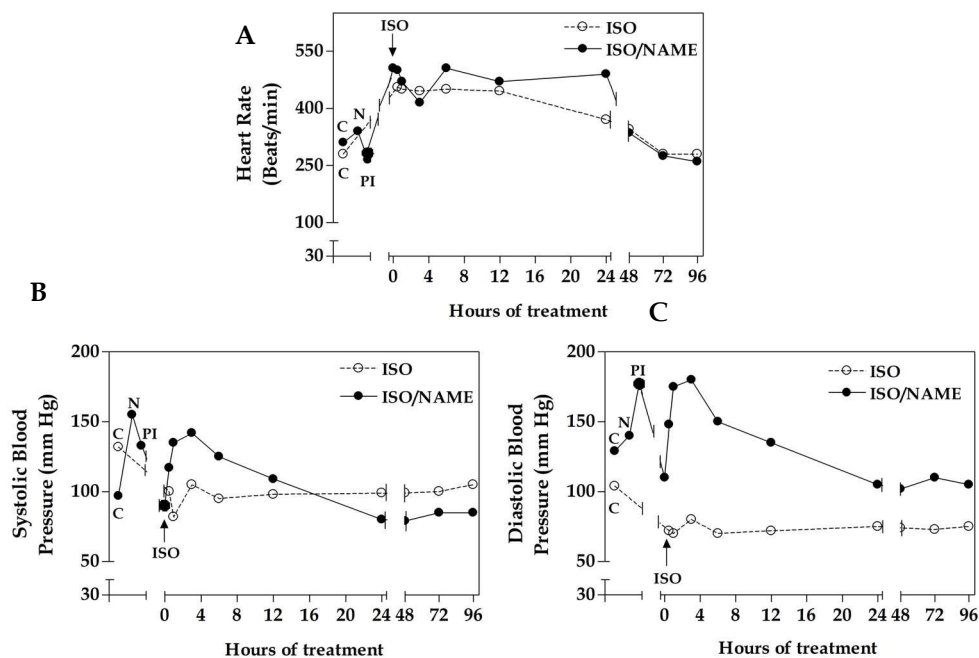 A
ISO
ISO
ISO/NAME
Heart Rate
(Beats/min)
550
400
250
100
30
C
N
C
PI
0 4 8 12 16 20 24 48 72 96
Hours of treatment
B
Systolic Blood
Pressure (mm Hg)
200
150
100
50
30
ISO
ISO/NAME
C
N
PI
C
ISO
0 4 8 12 16 20 24 48 72 96
Hours of treatment
C
Diastolic Blood
Pressure (mm Hg)
200
150
100
50
30
ISO
ISO/NAME
PI
N
C
C
ISO
0 4 8 12 16 20 24 48 72 96
Hours of treatment